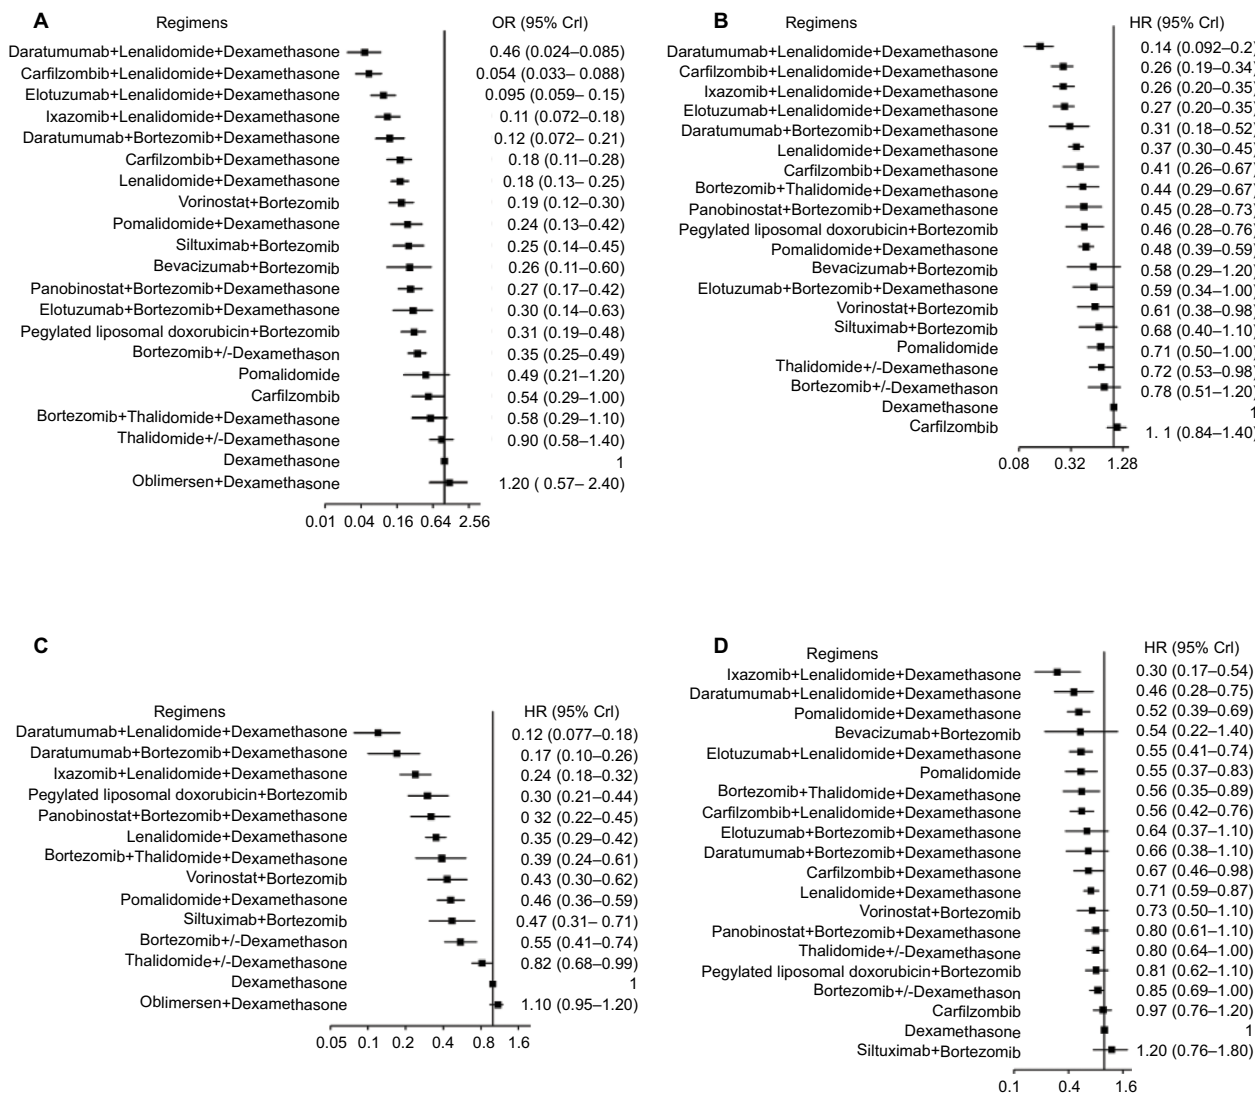 A
Regimens OR (95% Crl)
Daratumumab+Lenalidomide+Dexamethasone 0.46 (0.024–0.085)
Carfilzombib+Lenalidomide+Dexamethasone 0.054 (0.033– 0.088)
Elotuzumab+Lenalidomide+Dexamethasone 0.095 (0.059– 0.15)
Ixazomib+Lenalidomide+Dexamethasone 0.11 (0.072–0.18)
Daratumumab+Bortezomib+Dexamethasone 0.12 (0.072– 0.21)
Carfilzombib+Dexamethasone 0.18 (0.11–0.28)
Lenalidomide+Dexamethasone 0.18 (0.13– 0.25)
Vorinostat+Bortezomib 0.19 (0.12–0.30)
Pomalidomide+Dexamethasone 0.24 (0.13–0.42)
Siltuximab+Bortezomib 0.25 (0.14–0.45)
Bevacizumab+Bortezomib 0.26 (0.11–0.60)
Panobinostat+Bortezomib+Dexamethasone 0.27 (0.17–0.42)
Elotuzumab+Bortezomib+Dexamethasone 0.30 (0.14–0.63)
Pegylated liposomal doxorubicin+Bortezomib 0.31 (0.19–0.48)
Bortezomib+/-Dexamethason 0.35 (0.25–0.49)
Pomalidomide 0.49 (0.21–1.20)
Carfilzombib 0.54 (0.29–1.00)
Bortezomib+Thalidomide+Dexamethasone 0.58 (0.29–1.10)
Thalidomide+/-Dexamethasone 0.90 (0.58–1.40)
Dexamethasone 1
Oblimersen+Dexamethasone 1.20 ( 0.57– 2.40)
0.01 0.04 0.16 0.64 2.56
B
Regimens HR (95% Crl)
Daratumumab+Lenalidomide+Dexamethasone 0.14 (0.092–0.2
Carfilzombib+Lenalidomide+Dexamethasone 0.26 (0.19–0.34
Ixazomib+Lenalidomide+Dexamethasone 0.26 (0.20–0.35
Elotuzumab+Lenalidomide+Dexamethasone 0.27 (0.20–0.35
Daratumumab+Bortezomib+Dexamethasone 0.31 (0.18–0.52
Lenalidomide+Dexamethasone 0.37 (0.30–0.45)
Carfilzombib+Dexamethasone 0.41 (0.26–0.67)
Bortezomib+Thalidomide+Dexamethasone 0.44 (0.29–0.67)
Panobinostat+Bortezomib+Dexamethasone 0.45 (0.28–0.73)
Pegylated liposomal doxorubicin+Bortezomib 0.46 (0.28–0.76)
Pomalidomide+Dexamethasone 0.48 (0.39–0.59)
Bevacizumab+Bortezomib 0.58 (0.29–1.20)
Elotuzumab+Bortezomib+Dexamethasone 0.59 (0.34–1.00)
Vorinostat+Bortezomib 0.61 (0.38–0.98)
Siltuximab+Bortezomib 0.68 (0.40–1.10)
Pomalidomide 0.71 (0.50–1.00)
Thalidomide+/-Dexamethasone 0.72 (0.53–0.98)
Bortezomib+/-Dexamethason 0.78 (0.51–1.20)
Dexamethasone 1
Carfilzombib 1. 1 (0.84–1.40)
0.08 0.32 1.28
C
Regimens HR (95% Crl)
Daratumumab+Lenalidomide+Dexamethasone 0.12 (0.077–0.18)
Daratumumab+Bortezomib+Dexamethasone 0.17 (0.10–0.26)
Ixazomib+Lenalidomide+Dexamethasone 0.24 (0.18–0.32)
Pegylated liposomal doxorubicin+Bortezomib 0.30 (0.21–0.44)
Panobinostat+Bortezomib+Dexamethasone 0.32 (0.22–0.45)
Lenalidomide+Dexamethasone 0.35 (0.29–0.42)
Bortezomib+Thalidomide+Dexamethasone 0.39 (0.24–0.61)
Vorinostat+Bortezomib 0.43 (0.30–0.62)
Pomalidomide+Dexamethasone 0.46 (0.36–0.59)
Siltuximab+Bortezomib 0.47 (0.31– 0.71)
Bortezomib+/-Dexamethason 0.55 (0.41–0.74)
Thalidomide+/-Dexamethasone 0.82 (0.68–0.99)
Dexamethasone 1
Oblimersen+Dexamethasone 1.10 (0.95–1.20)
0.05 0.1 0.2 0.4 0.8 1.6
D
Regimens HR (95% Crl)
Ixazomib+Lenalidomide+Dexamethasone 0.30 (0.17–0.54)
Daratumumab+Lenalidomide+Dexamethasone 0.46 (0.28–0.75)
Pomalidomide+Dexamethasone 0.52 (0.39–0.69)
Bevacizumab+Bortezomib 0.54 (0.22–1.40)
Elotuzumab+Lenalidomide+Dexamethasone 0.55 (0.41–0.74)
Pomalidomide 0.55 (0.37–0.83)
Bortezomib+Thalidomide+Dexamethasone 0.56 (0.35–0.89)
Carfilzombib+Lenalidomide+Dexamethasone 0.56 (0.42–0.76)
Elotuzumab+Bortezomib+Dexamethasone 0.64 (0.37–1.10)
Daratumumab+Bortezomib+Dexamethasone 0.66 (0.38–1.10)
Carfilzombib+Dexamethasone 0.67 (0.46–0.98)
Lenalidomide+Dexamethasone 0.71 (0.59–0.87)
Vorinostat+Bortezomib 0.73 (0.50–1.10)
Panobinostat+Bortezomib+Dexamethasone 0.80 (0.61–1.10)
Thalidomide+/-Dexamethasone 0.80 (0.64–1.00)
Pegylated liposomal doxorubicin+Bortezomib 0.81 (0.62–1.10)
Bortezomib+/-Dexamethason 0.85 (0.69–1.00)
Carfilzombib 0.97 (0.76–1.20)
Dexamethasone 1
Siltuximab+Bortezomib 1.20 (0.76–1.80)
0.1 0.4 1.6